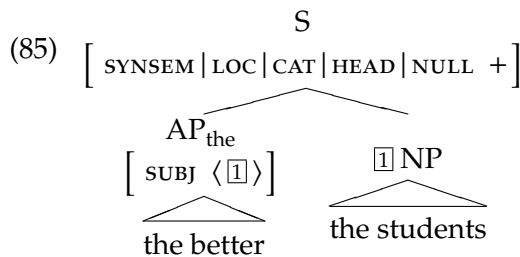 S
(85) [ SYNSEM|LOC|CAT|HEAD|NULL +]
AP_the
[ SUBJ ⟨ 1 ⟩]
1 NP
the better
the students